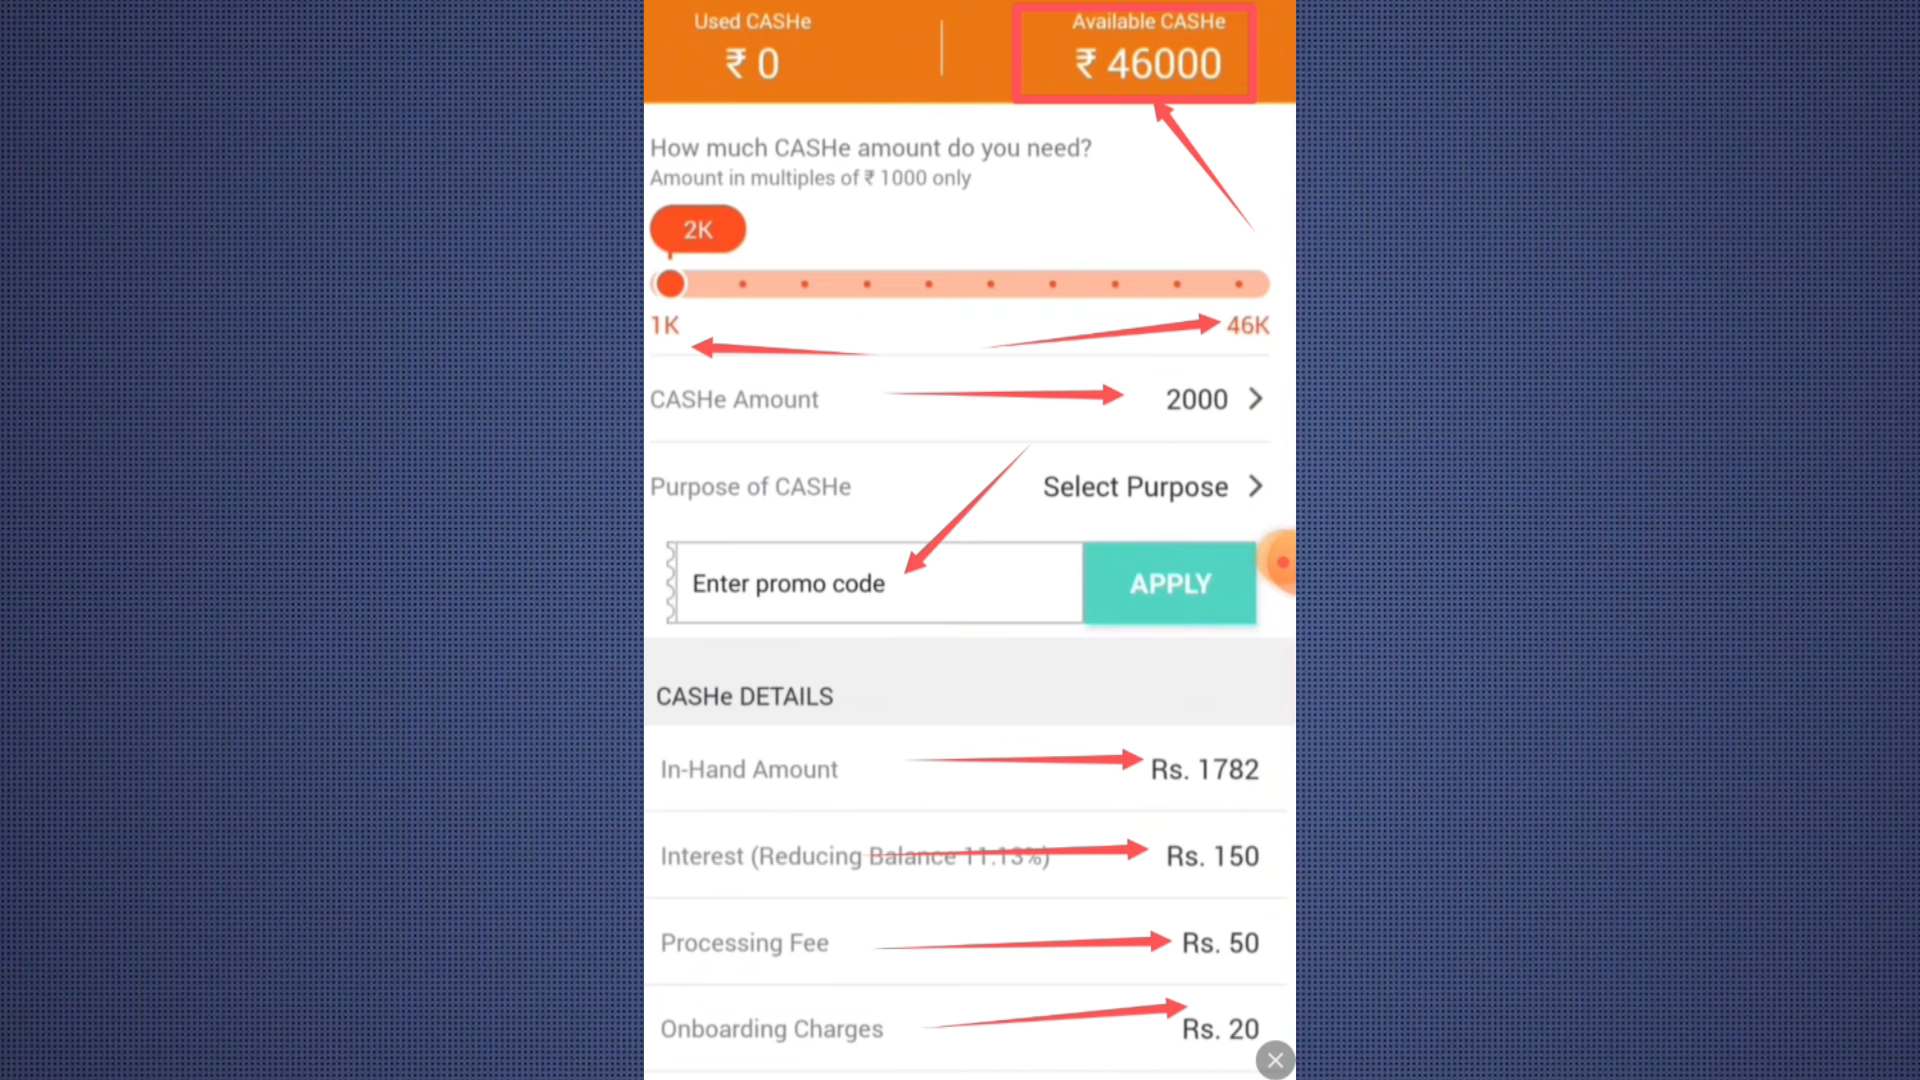 Used CASHe
₹ 0
Available CASHe
₹ 46000
How much CASHe amount do you need?
Amount in multiples of ₹ 1000 only
2K
1K
46K
CASHe Amount
2000
Purpose of CASHe
Select Purpose
Enter promo code
APPLY
CASHe DETAILS
In-Hand Amount
Rs. 1782
Interest (Reducing Balance 11.13%)
Rs. 150
Processing Fee
Rs. 50
Onboarding Charges
Rs. 20